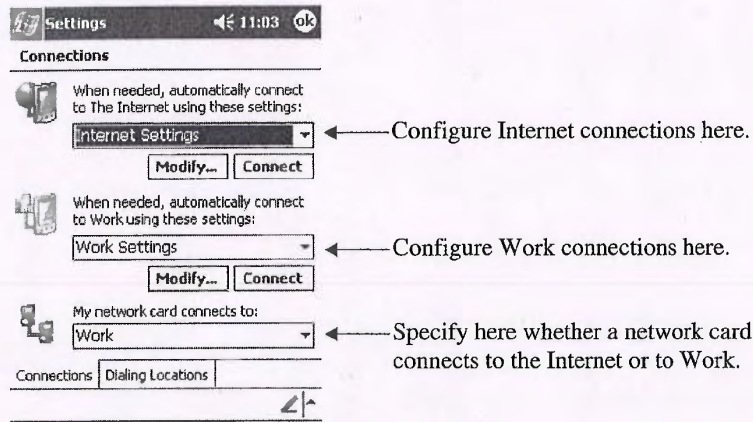 Settings 11:03 ok
Connections
When needed, automatically connect
to The Internet using these settings:
Internet Settings
Configure Internet connections here.
Modify... Connect
When needed, automatically connect
to Work using these settings:
Work Settings
Configure Work connections here.
Modify... Connect
My network card connects to:
Work
Specify here whether a network card
connects to the Internet or to Work.
Connections Dialing Locations